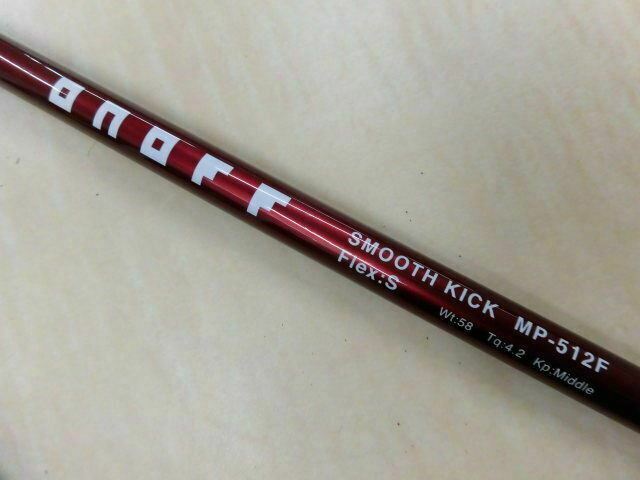 onoff
SMOOTH KICK MP-512F
Flex:S
Wt:58 Tq:4.2 Kp:Middle